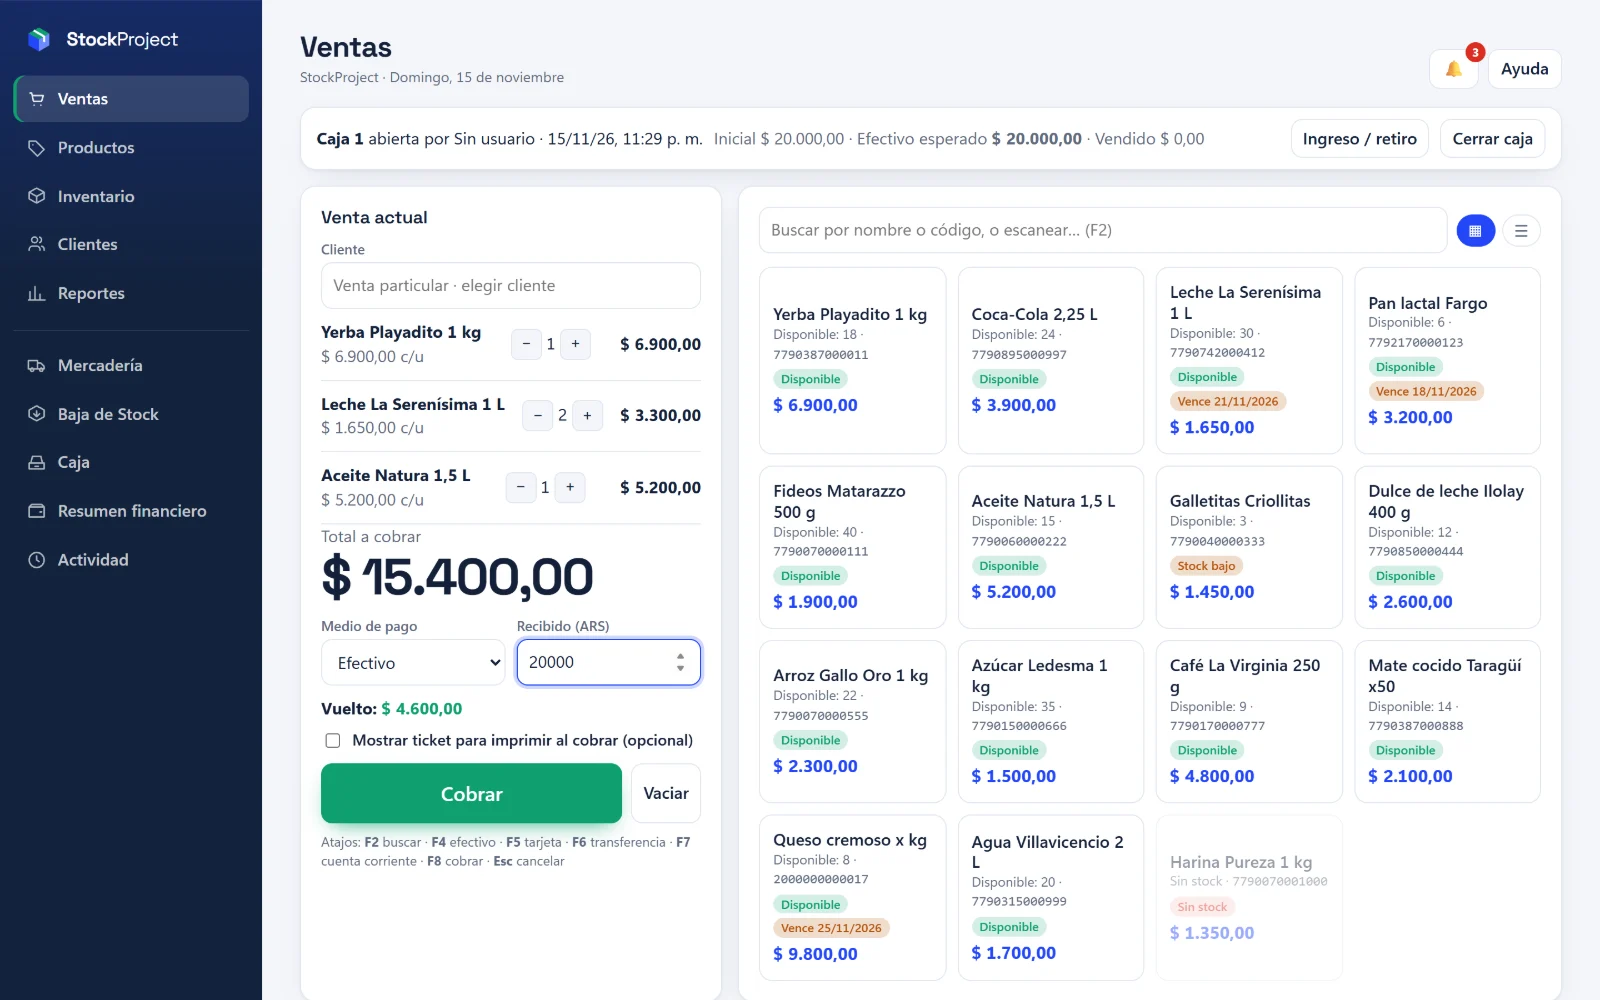 StockProject
Ventas
Productos
Inventario
Clientes
Reportes
Mercadería
Baja de Stock
Caja
Resumen financiero
Actividad
Ventas
StockProject · Domingo, 15 de noviembre
3
Ayuda
Caja 1 abierta por Sin usuario · 15/11/26, 11:29 p. m. Inicial $ 20.000,00 · Efectivo esperado $ 20.000,00 · Vendido $ 0,00
Ingreso / retiro
Cerrar caja
Venta actual
Cliente
Venta particular · elegir cliente
Yerba Playadito 1 kg
$ 6.900,00 c/u
− 1 +
$ 6.900,00
Leche La Serenísima 1 L
$ 1.650,00 c/u
− 2 +
$ 3.300,00
Aceite Natura 1,5 L
$ 5.200,00 c/u
− 1 +
$ 5.200,00
Total a cobrar
$ 15.400,00
Medio de pago
Efectivo
Recibido (ARS)
20000
Vuelto: $ 4.600,00
Mostrar ticket para imprimir al cobrar (opcional)
Cobrar
Vaciar
Atajos: F2 buscar · F4 efectivo · F5 tarjeta · F6 transferencia · F7
cuenta corriente · F8 cobrar · Esc cancelar
Buscar por nombre o código, o escanear... (F2)
Yerba Playadito 1 kg
Disponible: 18 ·
7790387000011
Disponible
$ 6.900,00
Coca-Cola 2,25 L
Disponible: 24 ·
7790895000997
Disponible
$ 3.900,00
Leche La Serenísima
1 L
Disponible: 30 ·
7790742000412
Disponible
Vence 21/11/2026
$ 1.650,00
Pan lactal Fargo
Disponible: 6 ·
7792170000123
Disponible
Vence 18/11/2026
$ 3.200,00
Fideos Matarazzo
500 g
Disponible: 40 ·
7790070000111
Disponible
$ 1.900,00
Aceite Natura 1,5 L
Disponible: 15 ·
7790060000222
Disponible
$ 5.200,00
Galletitas Criollitas
Disponible: 3 ·
7790040000333
Stock bajo
$ 1.450,00
Dulce de leche Ilolay
400 g
Disponible: 12 ·
7790850000444
Disponible
$ 2.600,00
Arroz Gallo Oro 1 kg
Disponible: 22 ·
7790070000555
Disponible
$ 2.300,00
Azúcar Ledesma 1
kg
Disponible: 35 ·
7790150000666
Disponible
$ 1.500,00
Café La Virginia 250
g
Disponible: 9 ·
7790170000777
Disponible
$ 4.800,00
Mate cocido Taragüí
x50
Disponible: 14 ·
7790387000888
Disponible
$ 2.100,00
Queso cremoso x kg
Disponible: 8 ·
2000000000017
Disponible
Vence 25/11/2026
$ 9.800,00
Agua Villavicencio 2
L
Disponible: 20 ·
7790315000999
Disponible
$ 1.700,00
Harina Pureza 1 kg
Sin stock · 7790070001000
Sin stock
$ 1.350,00